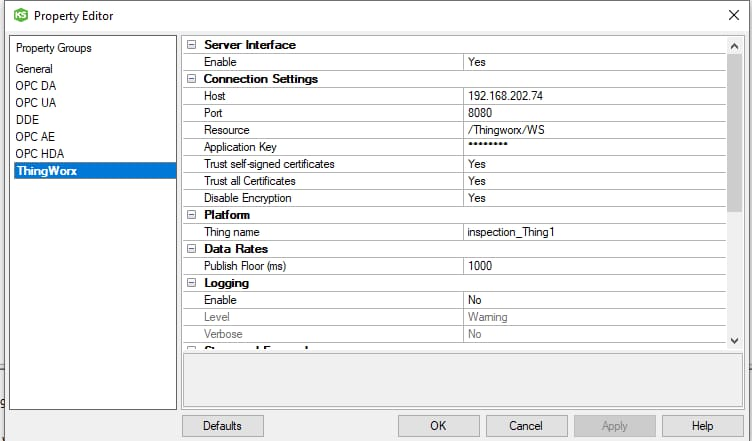 KS Property Editor
Property Groups
General
OPC DA
OPC UA
DDE
OPC AE
OPC HDA
ThingWorx
Server Interface
Enable Yes
Connection Settings
Host 192.168.202.74
Port 8080
Resource /Thingworx/WS
Application Key ••••••••
Trust self-signed certificates Yes
Trust all Certificates Yes
Disable Encryption Yes
Platform
Thing name inspection_Thing1
Data Rates
Publish Floor (ms) 1000
Logging
Enable No
Level Warning
Verbose No
Defaults OK Cancel Apply Help